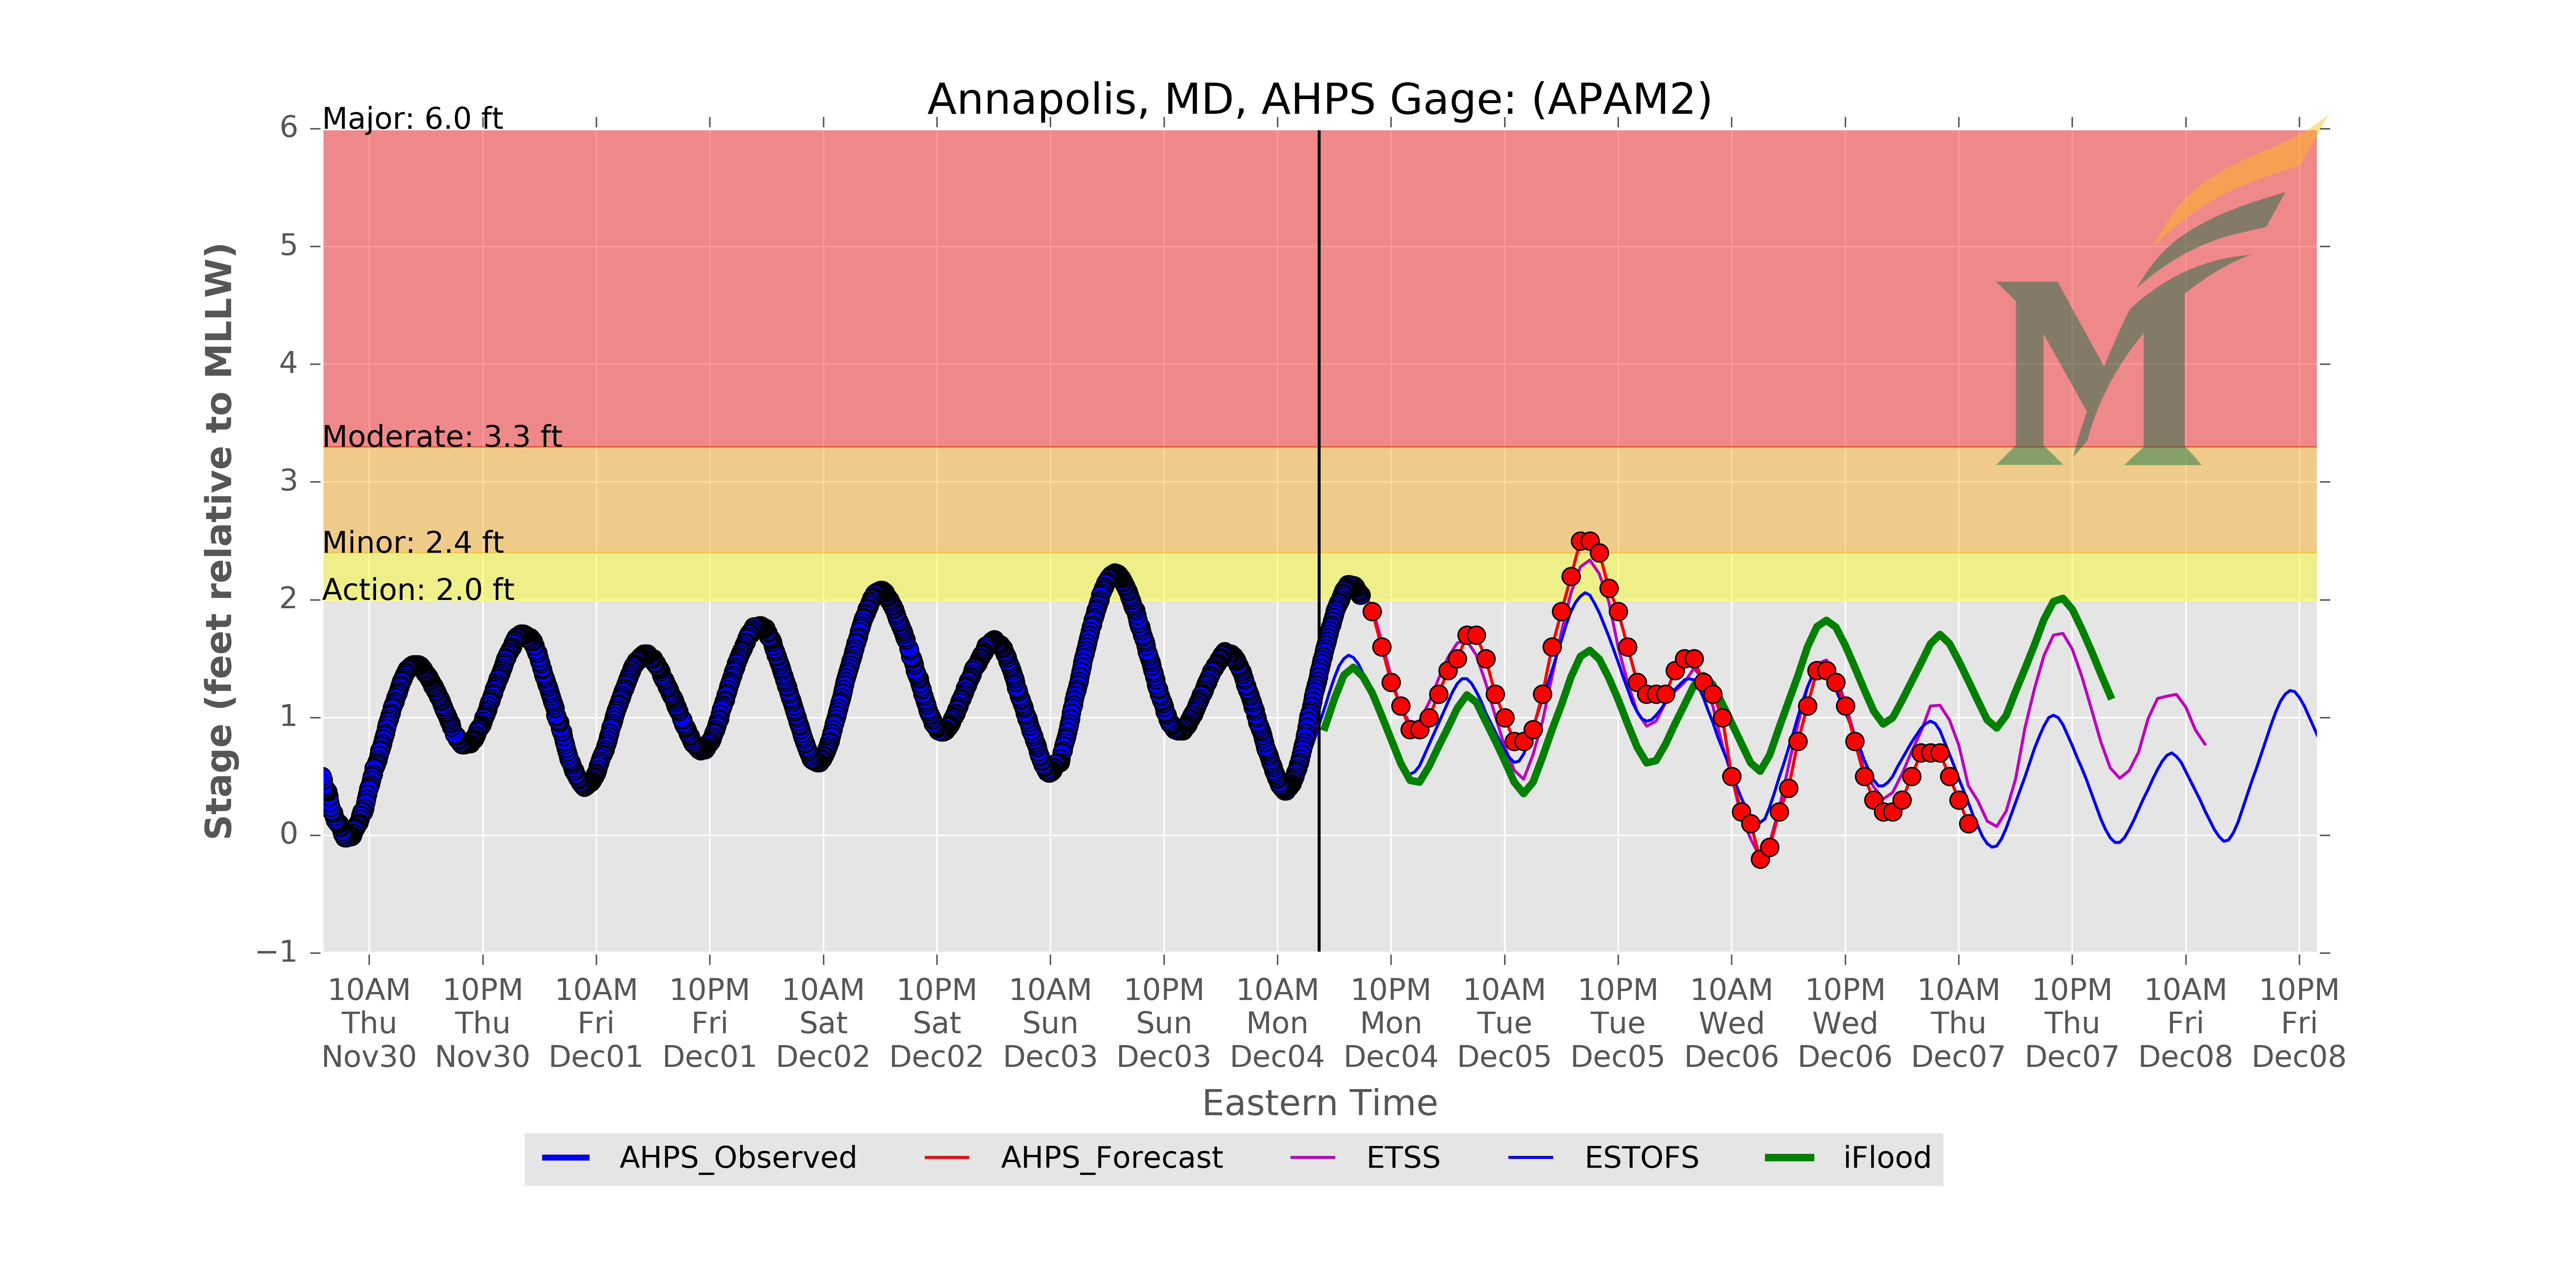 Annapolis, MD, AHPS Gage: (APAM2)
Stage (feet relative to MLLW)
6
5
4
3
2
1
0
−1
Major: 6.0 ft
Moderate: 3.3 ft
Minor: 2.4 ft
Action: 2.0 ft
M
10AM 10PM 10AM 10PM 10AM 10PM 10AM 10PM 10AM 10PM 10AM 10PM 10AM 10PM 10AM 10PM 10AM 10PM
Thu Thu Fri Fri Sat Sat Sun Sun Mon Mon Tue Tue Wed Wed Thu Thu Fri Fri
Nov30 Nov30 Dec01 Dec01 Dec02 Dec02 Dec03 Dec03 Dec04 Dec04 Dec05 Dec05 Dec06 Dec06 Dec07 Dec07 Dec08 Dec08
Eastern Time
AHPS_Observed AHPS_Forecast ETSS ESTOFS iFlood